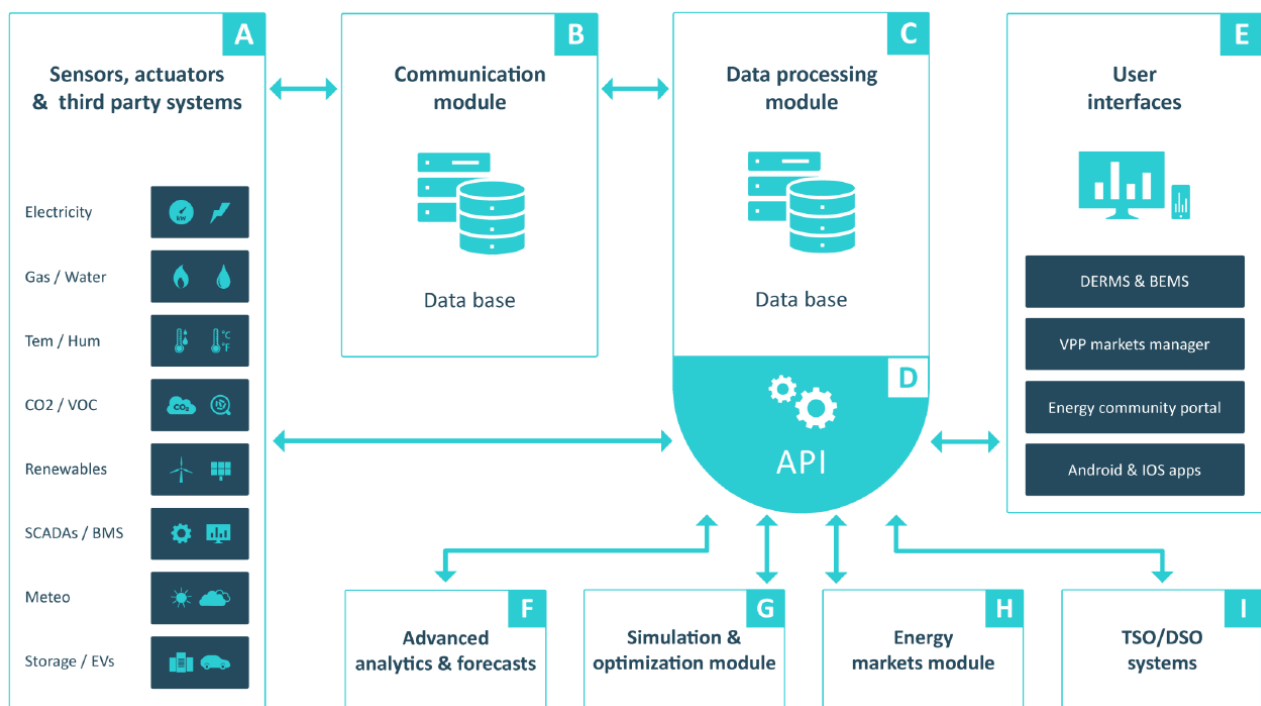 A
Sensors, actuators
& third party systems
Electricity
kW
Gas / Water
Tem / Hum
°C
°F
CO2 / VOC
CO₂
Renewables
SCADAs / BMS
Meteo
Storage / EVs
B
Communication
module
Data base
C
Data processing
module
Data base
D
API
E
User
interfaces
DERMS & BEMS
VPP markets manager
Energy community portal
Android & IOS apps
F
Advanced
analytics & forecasts
G
Simulation &
optimization module
H
Energy
markets module
I
TSO/DSO
systems